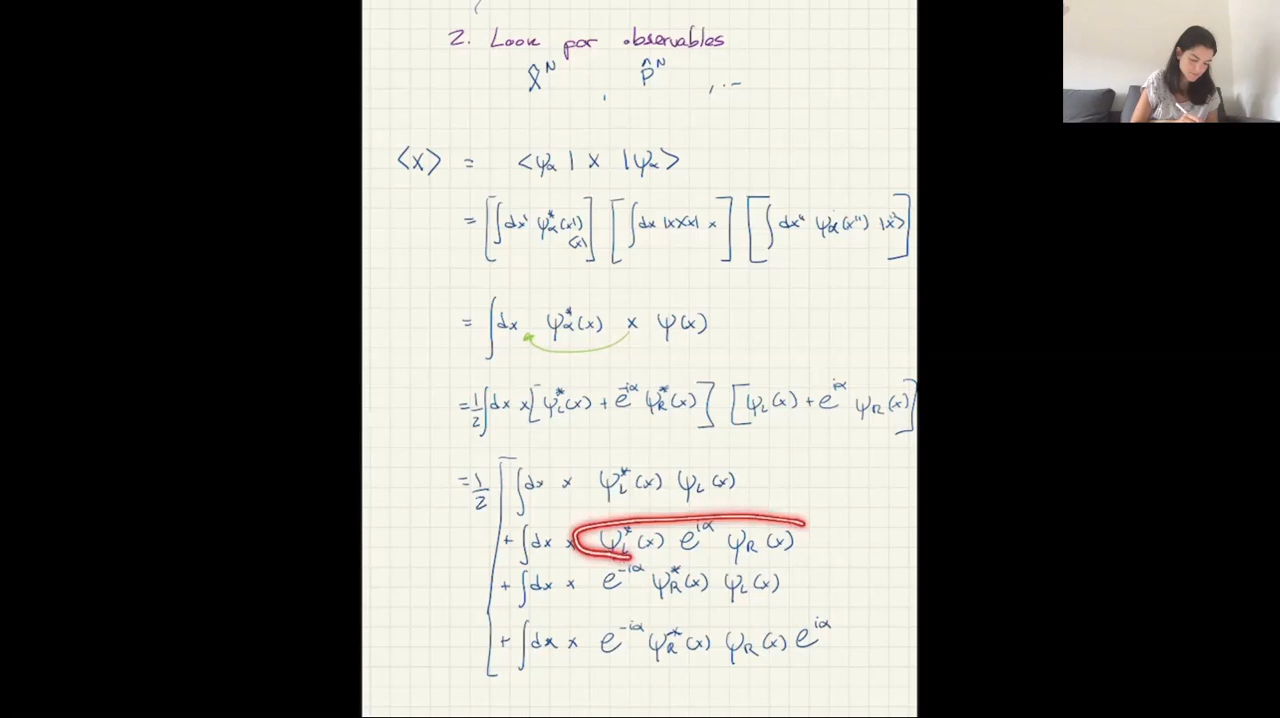 2. Look por observables
x̂^N , p̂^N , ..
<x> = <ψα | x | ψα>
= [∫dx' ψα*(x') <x'|] [∫dx |x><x| x] [∫dx'' ψα(x'') |x''>]
= ∫dx ψα*(x) x ψ(x)
= 1/2 ∫dx x [ψL*(x) + e^-iα ψR*(x)] [ψL(x) + e^iα ψR(x)]
= 1/2 [ ∫dx x ψL*(x) ψL(x)
+ ∫dx x ψL*(x) e^iα ψR(x)
+ ∫dx x e^-iα ψR*(x) ψL(x)
+ ∫dx x e^-iα ψR*(x) ψR(x) e^iα